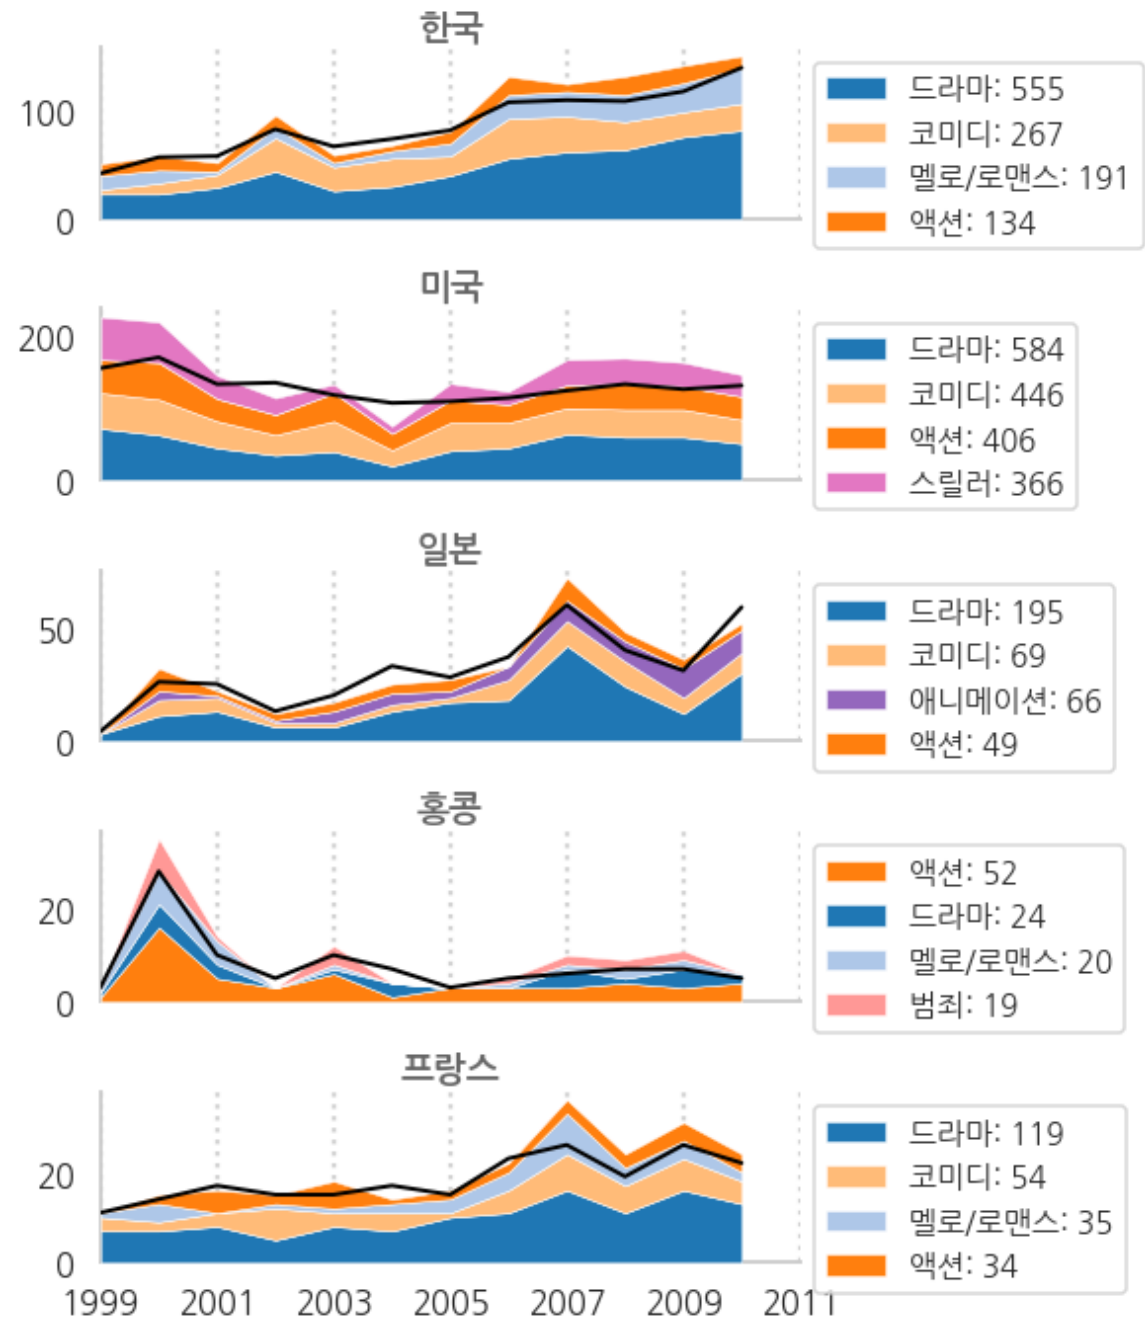 한국
100
0
드라마: 555
코미디: 267
멜로/로맨스: 191
액션: 134
미국
200
0
드라마: 584
코미디: 446
액션: 406
스릴러: 366
일본
50
0
드라마: 195
코미디: 69
애니메이션: 66
액션: 49
홍콩
20
0
액션: 52
드라마: 24
멜로/로맨스: 20
범죄: 19
프랑스
20
0
드라마: 119
코미디: 54
멜로/로맨스: 35
액션: 34
1999 2001 2003 2005 2007 2009 2011